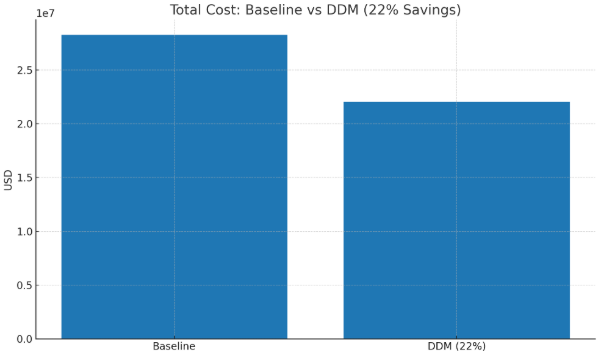 Total Cost: Baseline vs DDM (22% Savings)
1e7
2.5
2.0
1.5
1.0
0.5
0.0
USD
Baseline
DDM (22%)